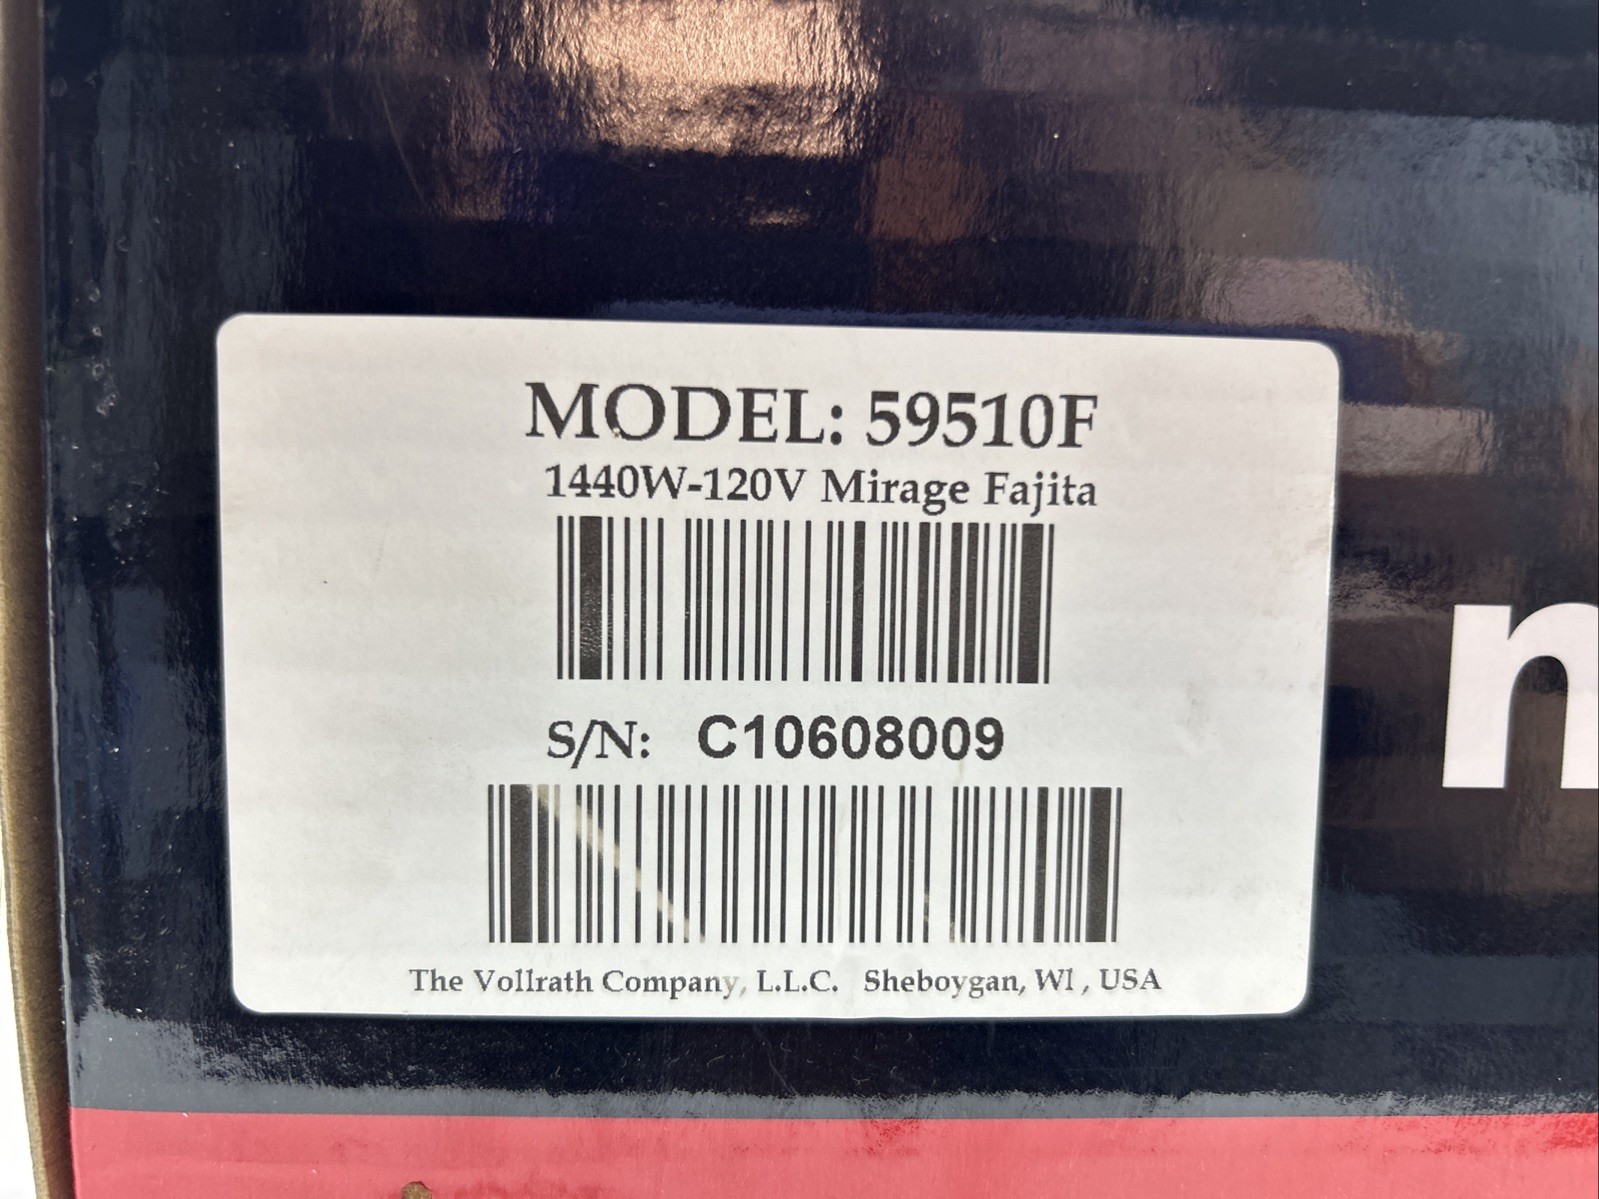 MODEL: 59510F
1440W-120V Mirage Fajita
S/N: C10608009
The Vollrath Company, L.L.C. Sheboygan, WI , USA